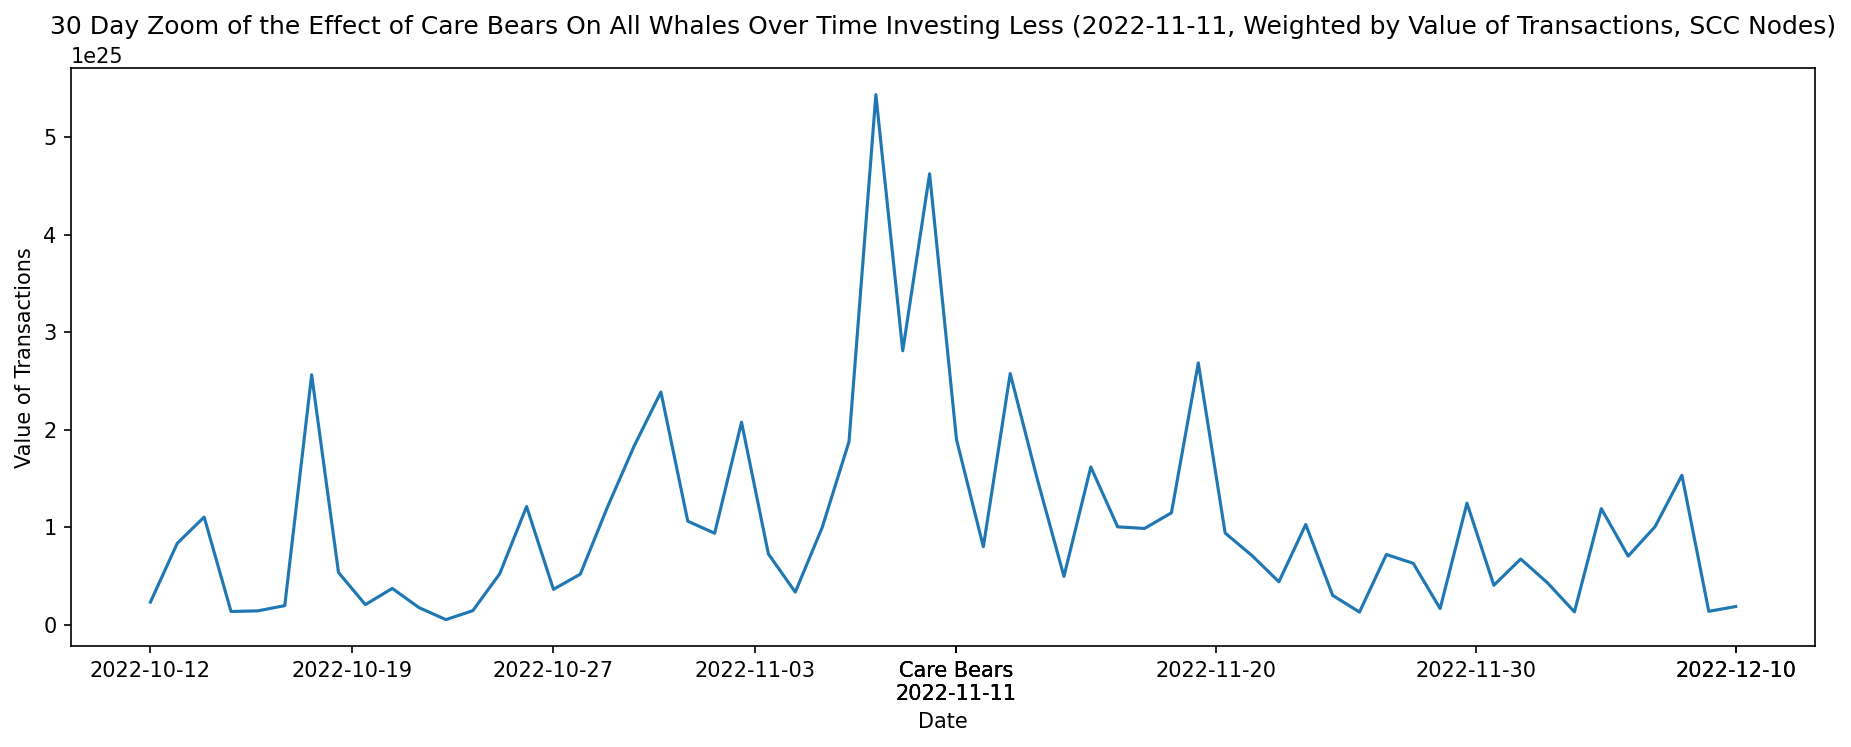 30 Day Zoom of the Effect of Care Bears On All Whales Over Time Investing Less (2022-11-11, Weighted by Value of Transactions, SCC Nodes)
1e25
5
4
3
2
1
0
Value of Transactions
2022-10-12 2022-10-19 2022-10-27 2022-11-03 Care Bears 2022-11-20 2022-11-30 2022-12-10
2022-11-11
Date